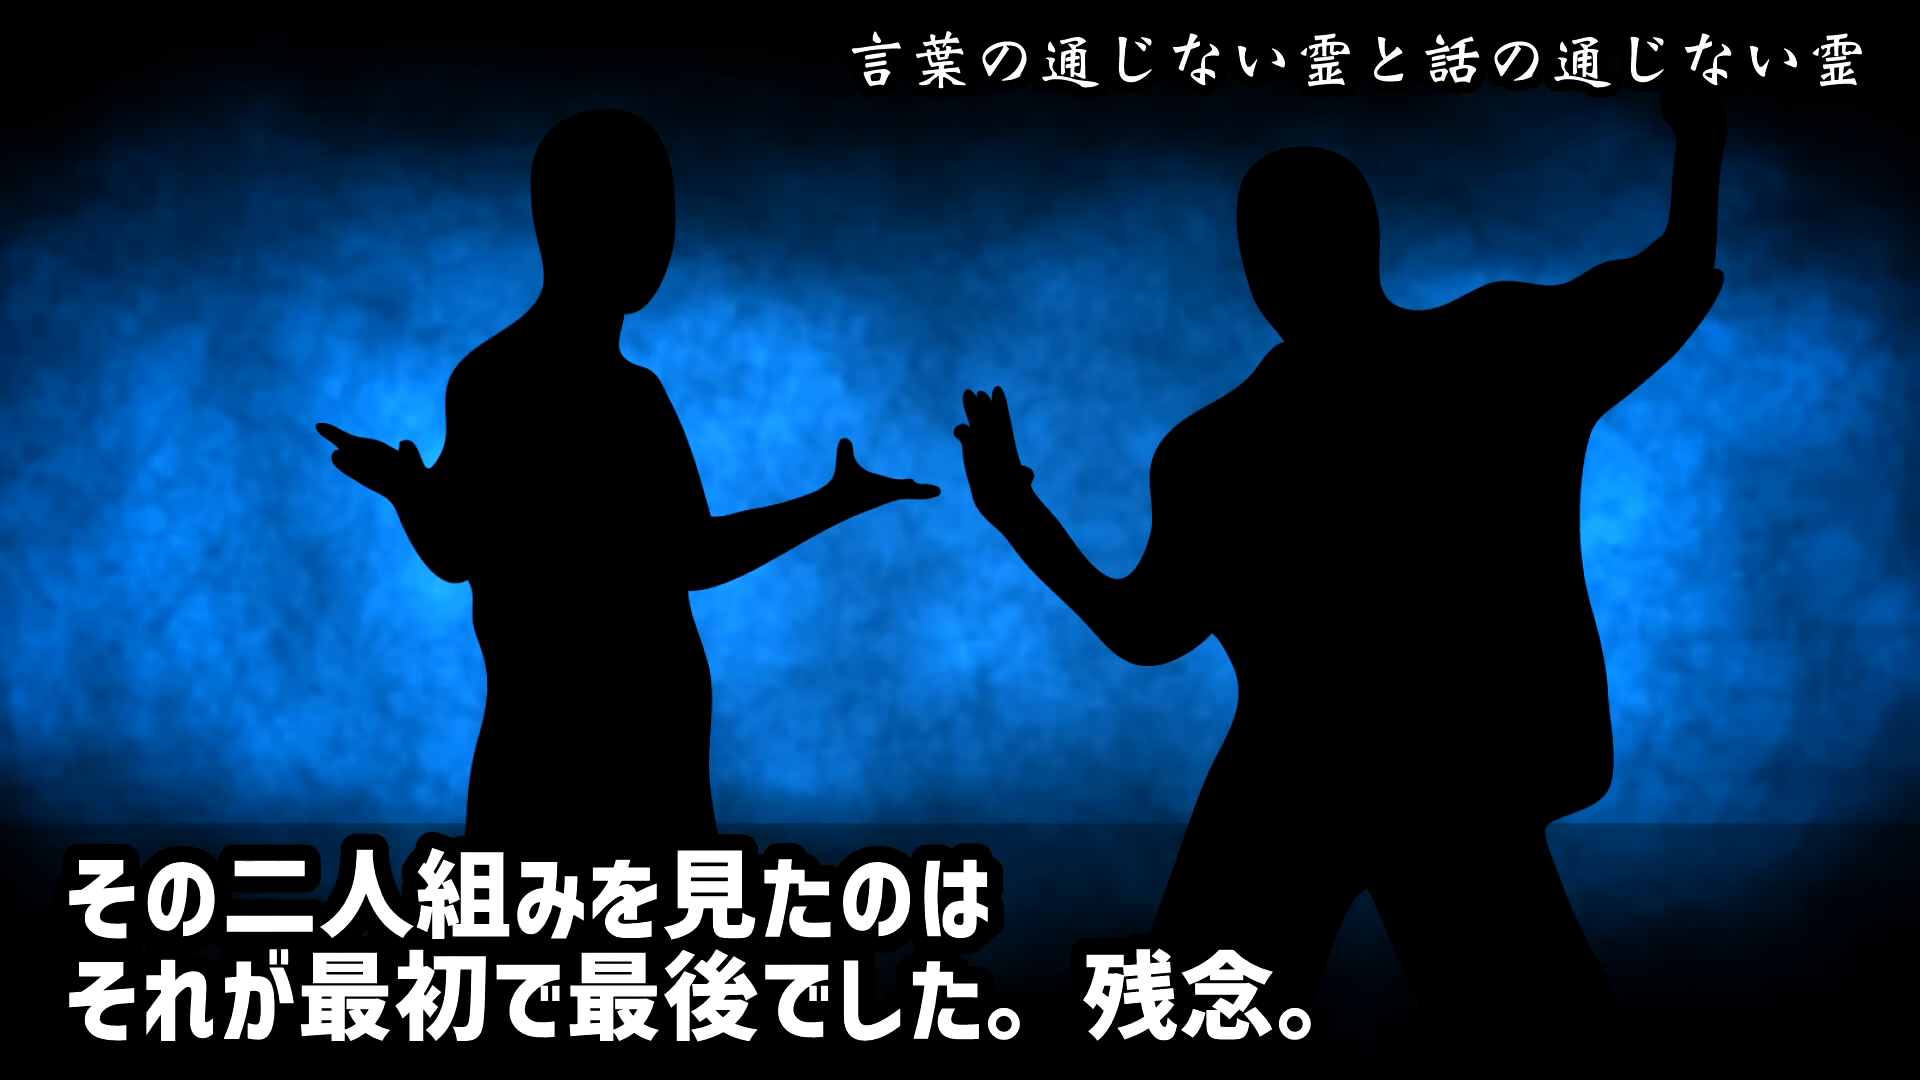 言葉の通じない霊と話の通じない霊
その二人組みを見たのは
それが最初で最後でした。残念。